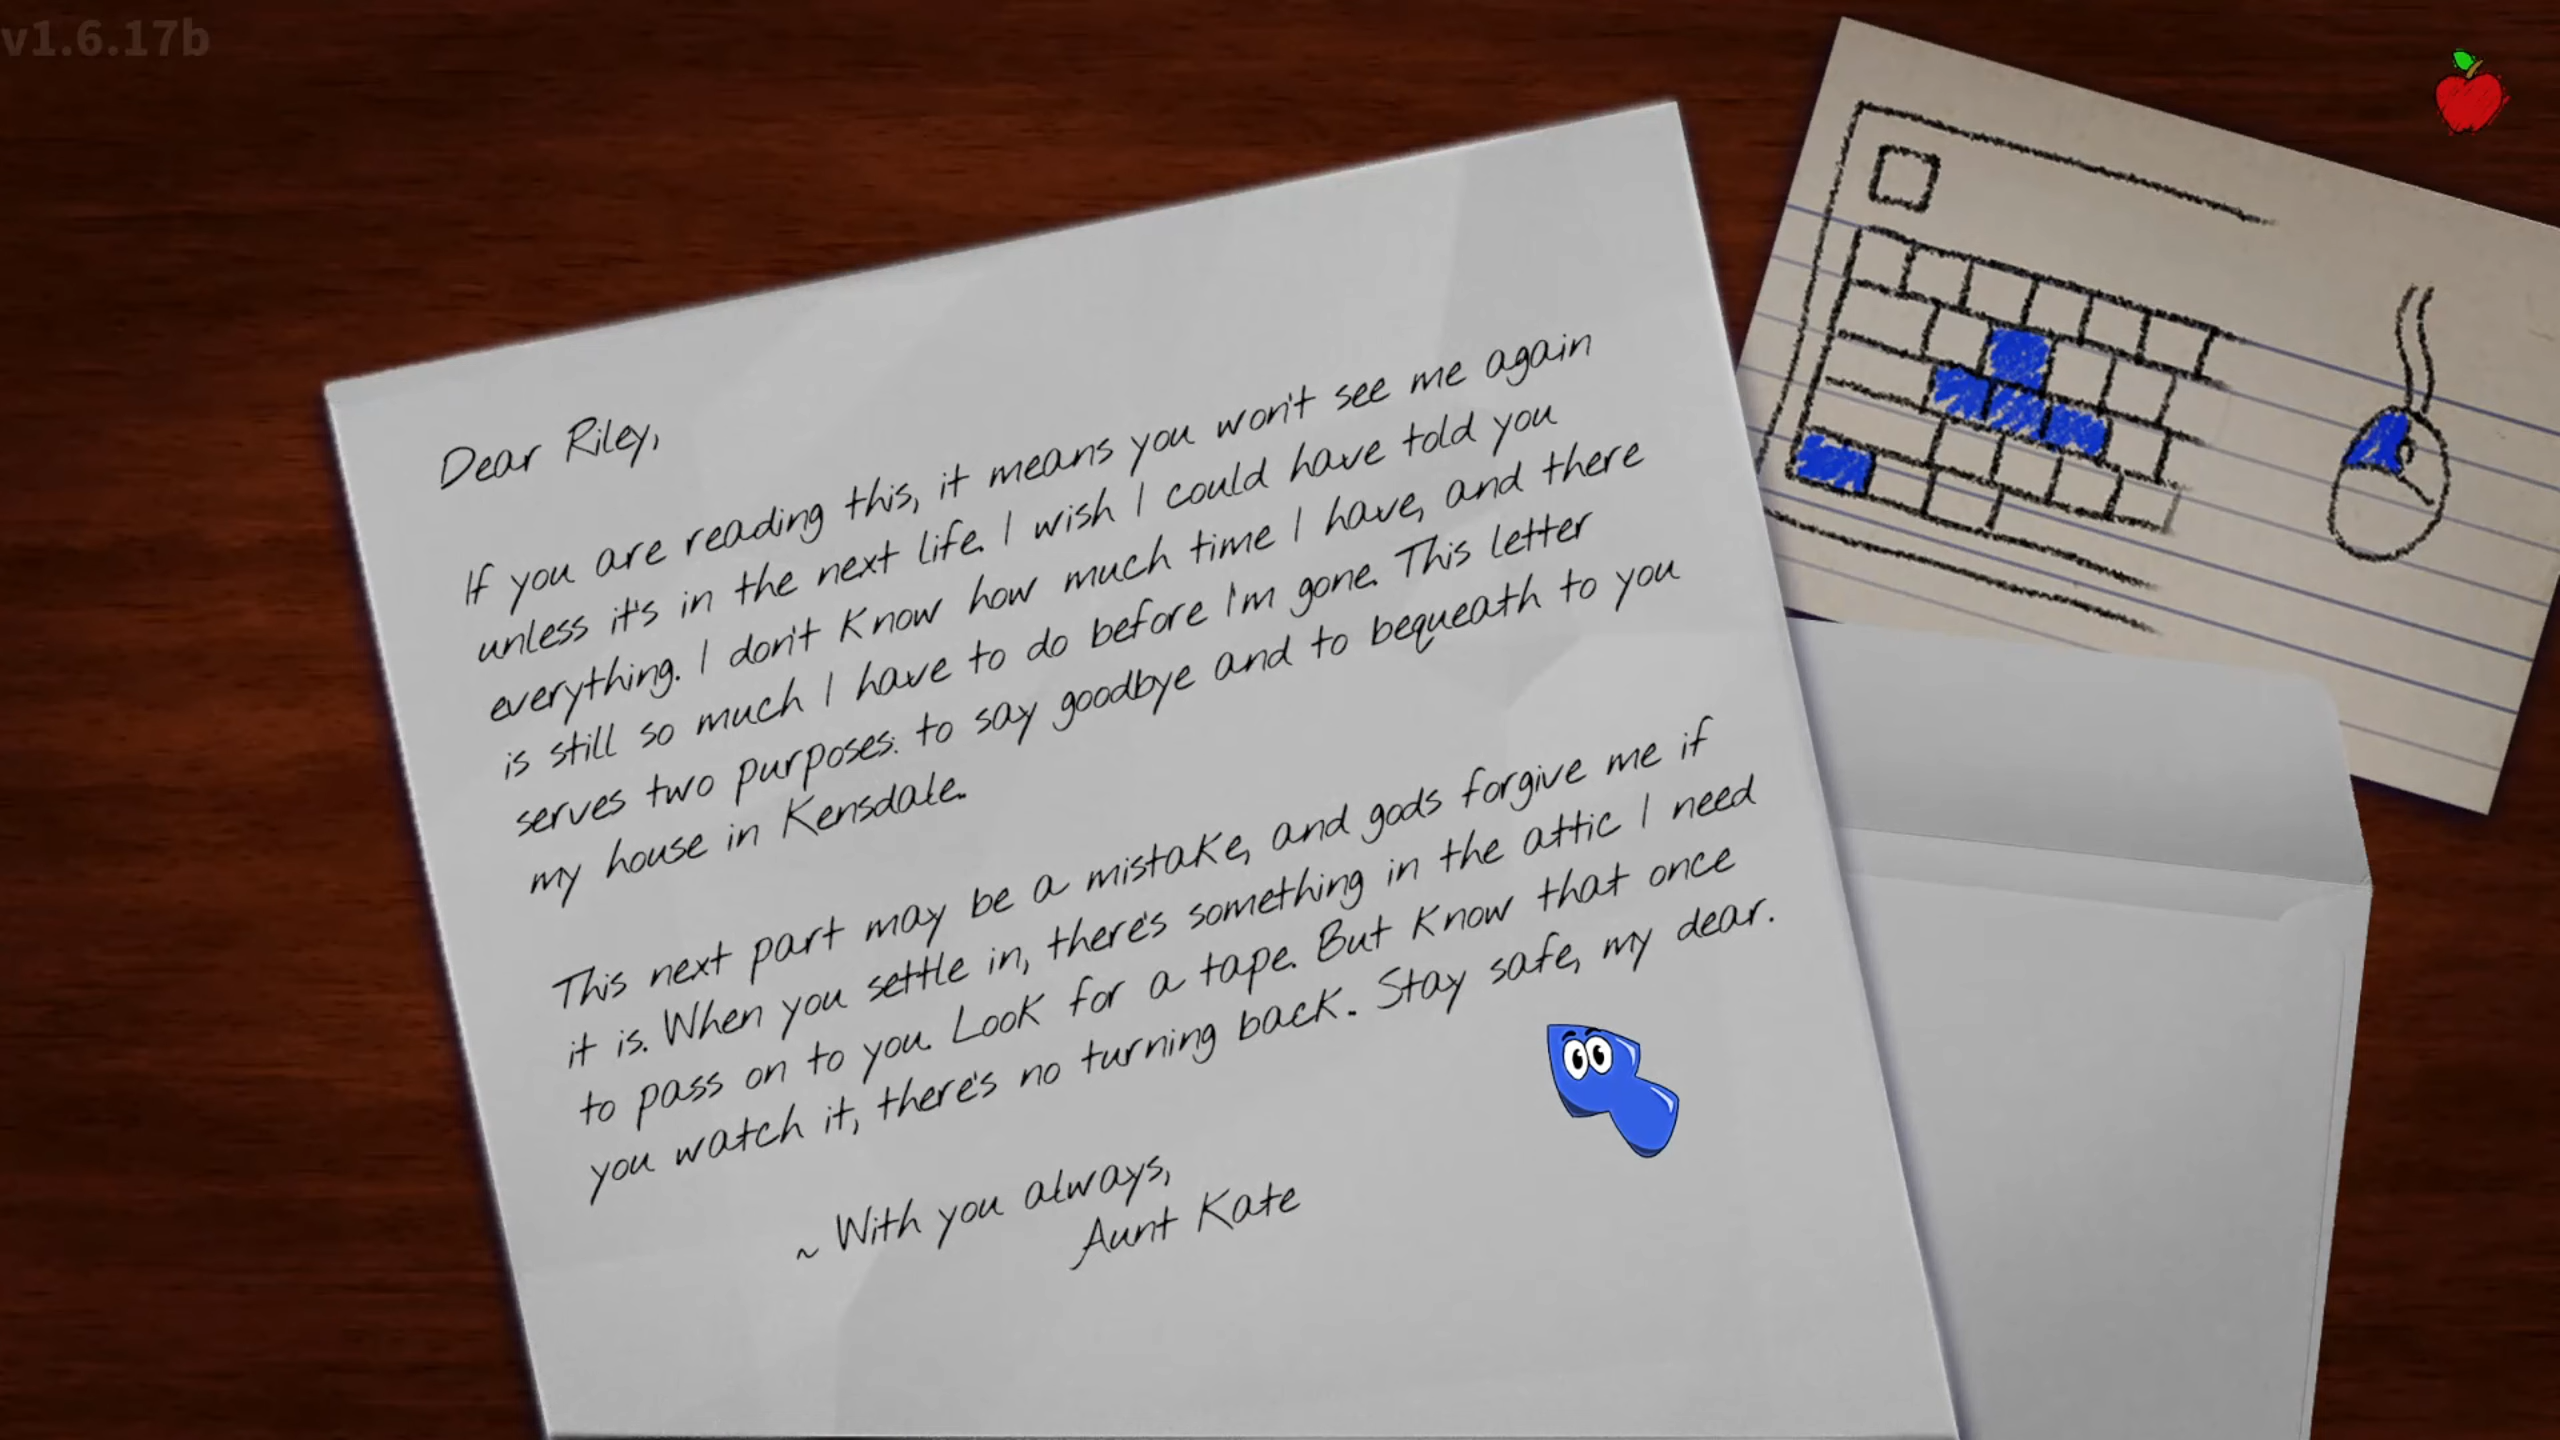 v1.6.17b
Dear Riley,
If you are reading this, it means you won't see me again
unless it's in the next life. I wish I could have told you
everything. I don't know how much time I have, and there
is still so much I have to do before I'm gone. This letter
serves two purposes: to say goodbye and to bequeath to you
my house in Kensdale.
This next part may be a mistake, and gods forgive me if
it is. When you settle in, there's something in the attic I need
to pass on to you. Look for a tape. But know that once
you watch it, there's no turning back. Stay safe, my dear.
~ With you always,
Aunt Kate